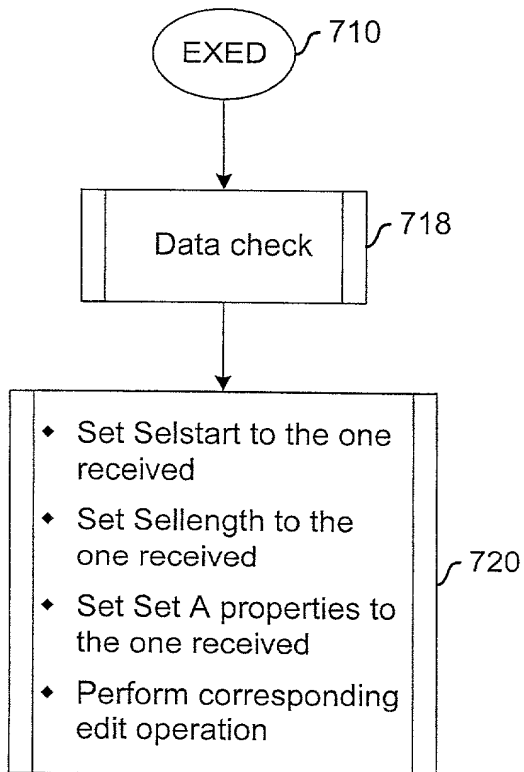 EXED
710
Data check
718
◆ Set Selstart to the one
received
◆ Set Sellength to the
one received
◆ Set Set A properties to
the one received
◆ Perform corresponding
edit operation
720